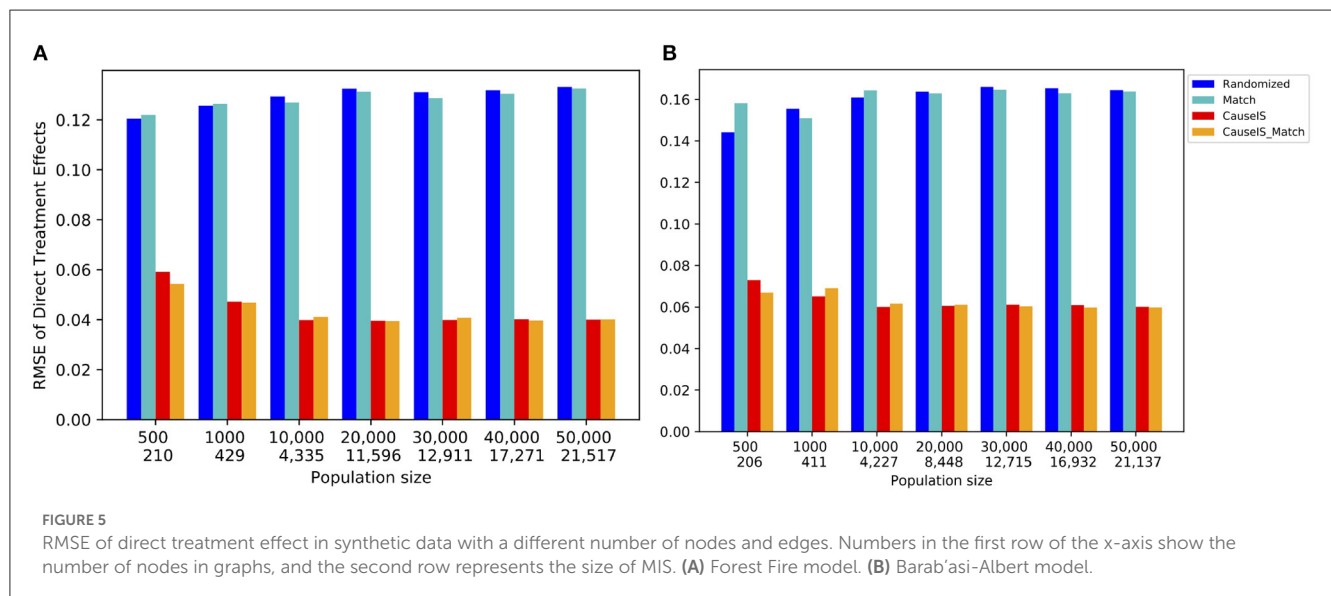 A
RMSE of Direct Treatment Effects
0.12
0.10
0.08
0.06
0.04
0.02
0.00
500 1000 10,000 20,000 30,000 40,000 50,000
210 429 4,335 11,596 12,911 17,271 21,517
Population size
B
0.16
0.14
0.12
0.10
0.08
0.06
0.04
0.02
0.00
500 1000 10,000 20,000 30,000 40,000 50,000
206 411 4,227 8,448 12,715 16,932 21,137
Population size
Randomized
Match
CauseIS
CauseIS_Match
FIGURE 5
RMSE of direct treatment effect in synthetic data with a different number of nodes and edges. Numbers in the first row of the x-axis show the
number of nodes in graphs, and the second row represents the size of MIS. (A) Forest Fire model. (B) Barab'asi-Albert model.